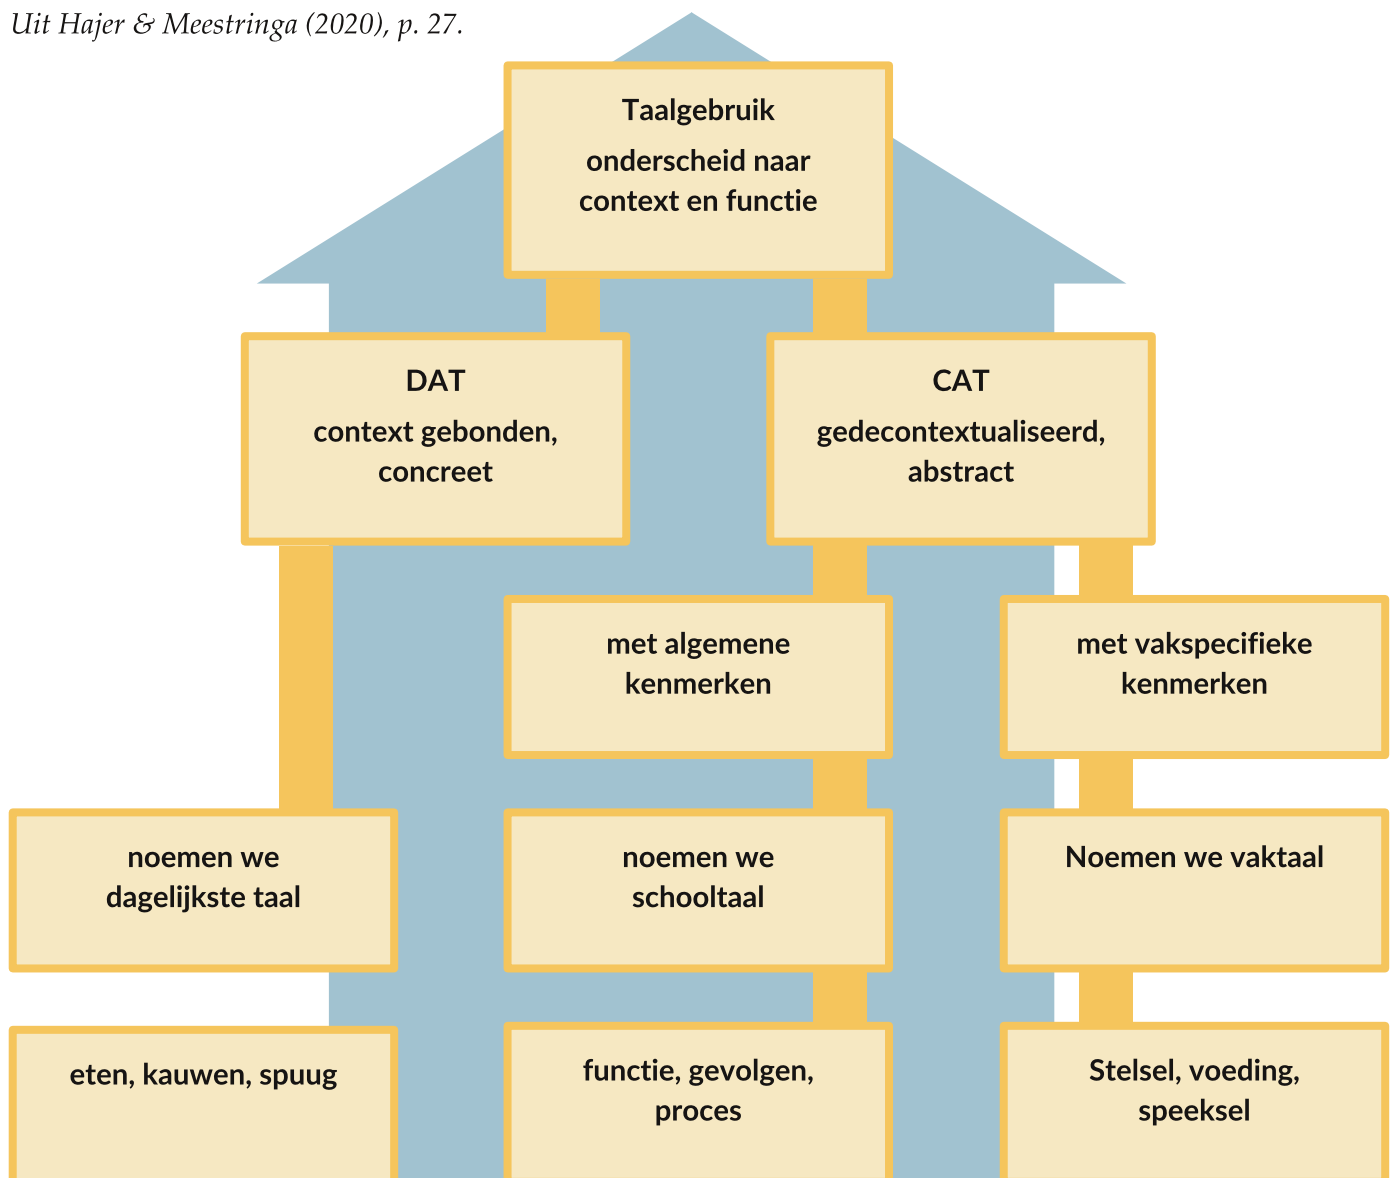 Uit Hajer & Meestringa (2020), p. 27.
Taalgebruik
onderscheid naar
context en functie
DAT
context gebonden,
concreet
CAT
gedecontextualiseerd,
abstract
met algemene
kenmerken
met vakspecifieke
kenmerken
noemen we
dagelijkste taal
noemen we
schooltaal
Noemen we vaktaal
eten, kauwen, spuug
functie, gevolgen,
proces
Stelsel, voeding,
speeksel